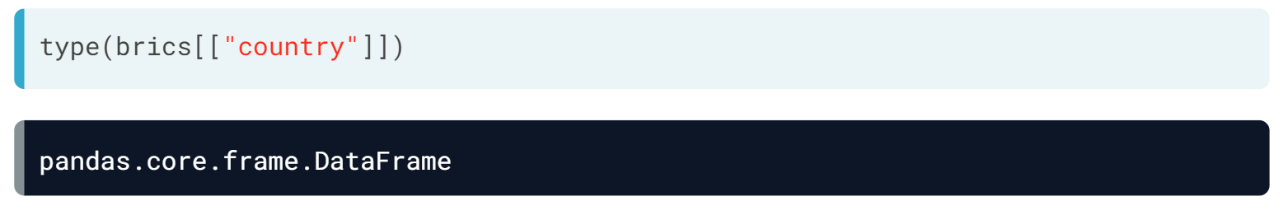 type(brics[["country"]])
pandas.core.frame.DataFrame